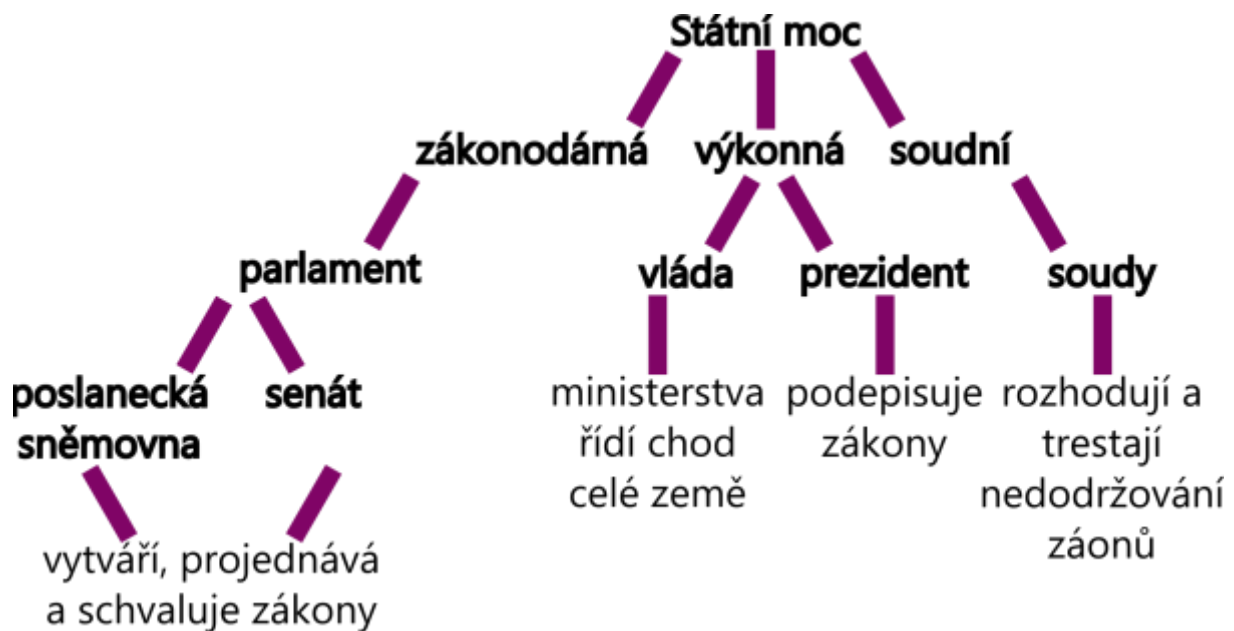 Státní moc
zákonodárná výkonná soudní
parlament vláda prezident soudy
poslanecká senát ministerstva podepisuje rozhodují a
sněmovna řídí chod zákony trestají
celé země nedodržování
vytváří, projednává záonů
a schvaluje zákony